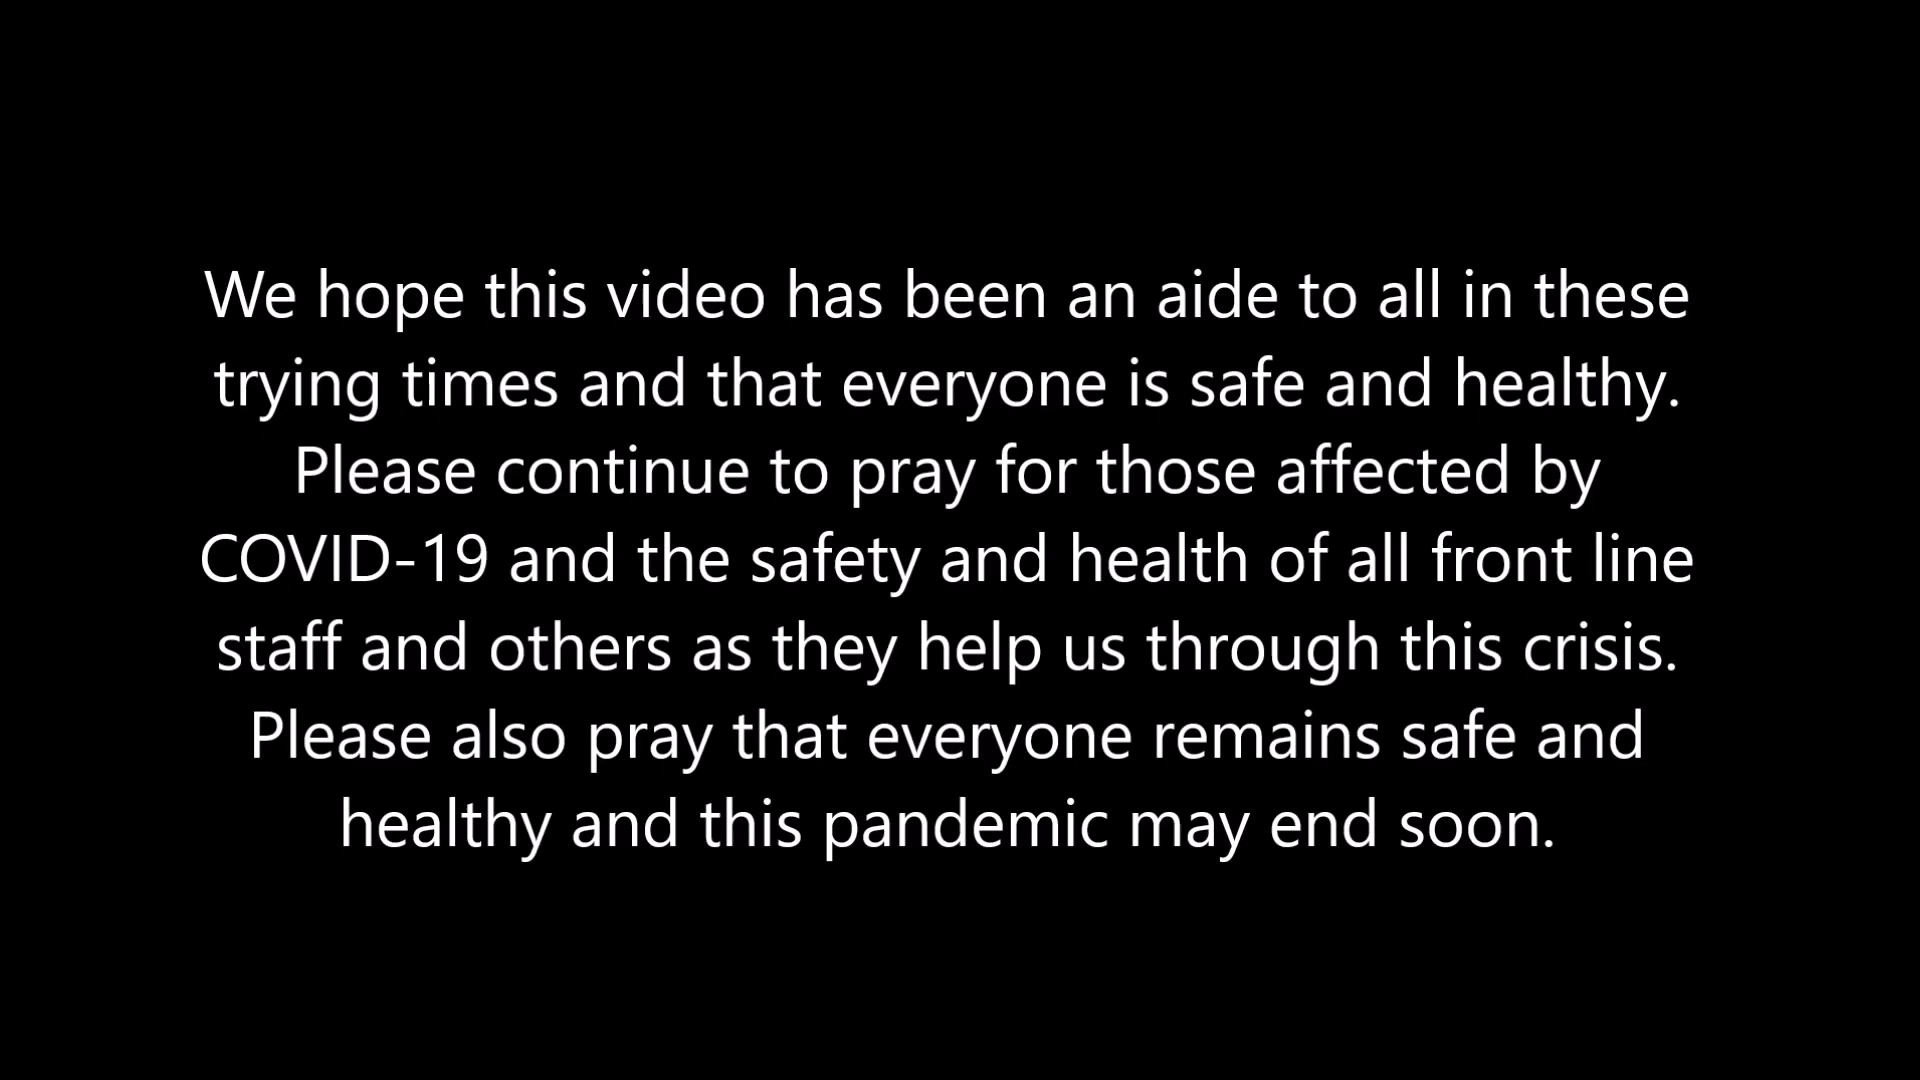 We hope this video has been an aide to all in these
trying times and that everyone is safe and healthy.
Please continue to pray for those affected by
COVID-19 and the safety and health of all front line
staff and others as they help us through this crisis.
Please also pray that everyone remains safe and
healthy and this pandemic may end soon.